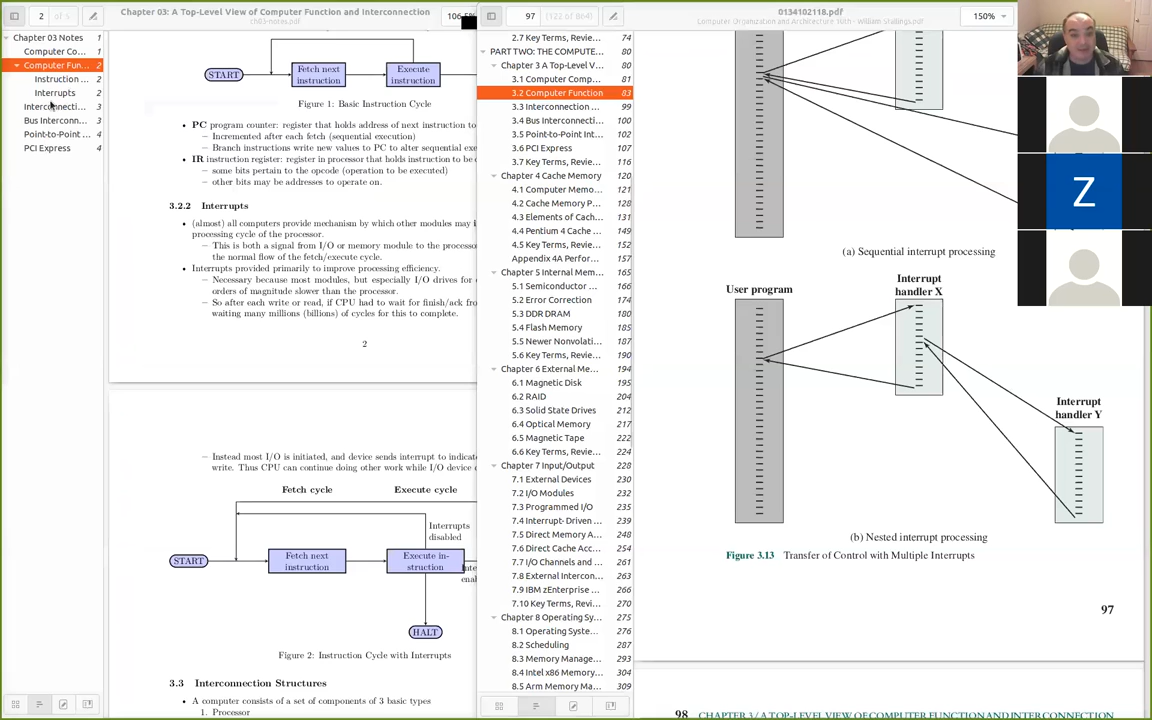 2 of 5
Chapter 03: A Top-Level View of Computer Function and Interconnection
ch03-notes.pdf
106.
Chapter 03 Notes
Computer Co... 1
Computer Fun... 2
Instruction ... 2
Interrupts 2
Interconnecti... 2
Bus Interconn...
Point-to-Point ... 4
PCI Express 4
START
Fetch next
instruction
Execute
instruction
Figure 1: Basic Instruction Cycle
• PC program counter: register that holds address of next instruction to
– Incremented after each fetch (sequential execution)
– Branch instructions write new values to PC to alter sequential exe
• IR instruction register: register in processor that holds instruction to be
– some bits pertain to the opcode (operation to be executed)
– other bits may be addresses to operate on.
3.2.2 Interrupts
• (almost) all computers provide mechanism by which other modules may i
processing cycle of the processor.
– This is both a signal from I/O or memory module to the processo
the normal flow of the fetch/execute cycle.
• Interrupts provided primarily to improve processing efficiency.
– Necessary because most modules, but especially I/O drives for
orders of magnitude slower than the processor.
– So after each write or read, if CPU had to wait for finish/ack fro
waiting many millions (billions) of cycles for this to complete.
2
– Instead most I/O is initiated, and device sends interrupt to indicat
write. Thus CPU can continue doing other work while I/O device
Fetch cycle Execute cycle
Interrupts
disabled
START
Fetch next
instruction
Execute in-
struction
HALT
Figure 2: Instruction Cycle with Interrupts
3.3 Interconnection Structures
• A computer consists of a set of components of 3 basic types
1. Processor
97 (122 of 864)
0134102118.pdf
Computer Organization and Architecture 10th - William Stallings.pdf
150%
2.7 Key Terms, Revie... 74
PART TWO: THE COMPUTE... 80
Chapter 3 A Top-Level V... 80
3.1 Computer Comp... 81
3.2 Computer Function 83
3.3 Interconnection ... 99
3.4 Bus Interconnecti... 100
3.5 Point-to-Point Int... 102
3.6 PCI Express 107
3.7 Key Terms, Revie... 116
Chapter 4 Cache Memory 120
4.1 Computer Memo... 121
4.2 Cache Memory P... 128
4.3 Elements of Cach... 131
4.4 Pentium 4 Cache ... 149
4.5 Key Terms, Revie... 152
Appendix 4A Perfor... 157
Chapter 5 Internal Mem... 165
5.1 Semiconductor ... 166
5.2 Error Correction 174
5.3 DDR DRAM 180
5.4 Flash Memory 185
5.5 Newer Nonvolati... 187
5.6 Key Terms, Revie... 190
Chapter 6 External Me... 194
6.1 Magnetic Disk 195
6.2 RAID 204
6.3 Solid State Drives 212
6.4 Optical Memory 217
6.5 Magnetic Tape 222
6.6 Key Terms, Revie... 224
Chapter 7 Input/Output 228
7.1 External Devices 230
7.2 I/O Modules 232
7.3 Programmed I/O 235
7.4 Interrupt- Driven ... 239
7.5 Direct Memory A... 248
7.6 Direct Cache Acc... 254
7.7 I/O Channels and ... 261
7.8 External Intercon... 263
7.9 IBM zEnterprise ... 266
7.10 Key Terms, Revi... 270
Chapter 8 Operating Sy... 275
8.1 Operating Syste... 276
8.2 Scheduling 287
8.3 Memory Manage... 293
8.4 Intel x86 Memory... 304
8.5 Arm Memory Ma... 309
(a) Sequential interrupt processing
User program
Interrupt
handler X
Interrupt
handler Y
(b) Nested interrupt processing
Figure 3.13 Transfer of Control with Multiple Interrupts
97
98 CHAPTER 3 / A TOP-LEVEL VIEW OF COMPUTER FUNCTION AND INTERCONNECTION
Z